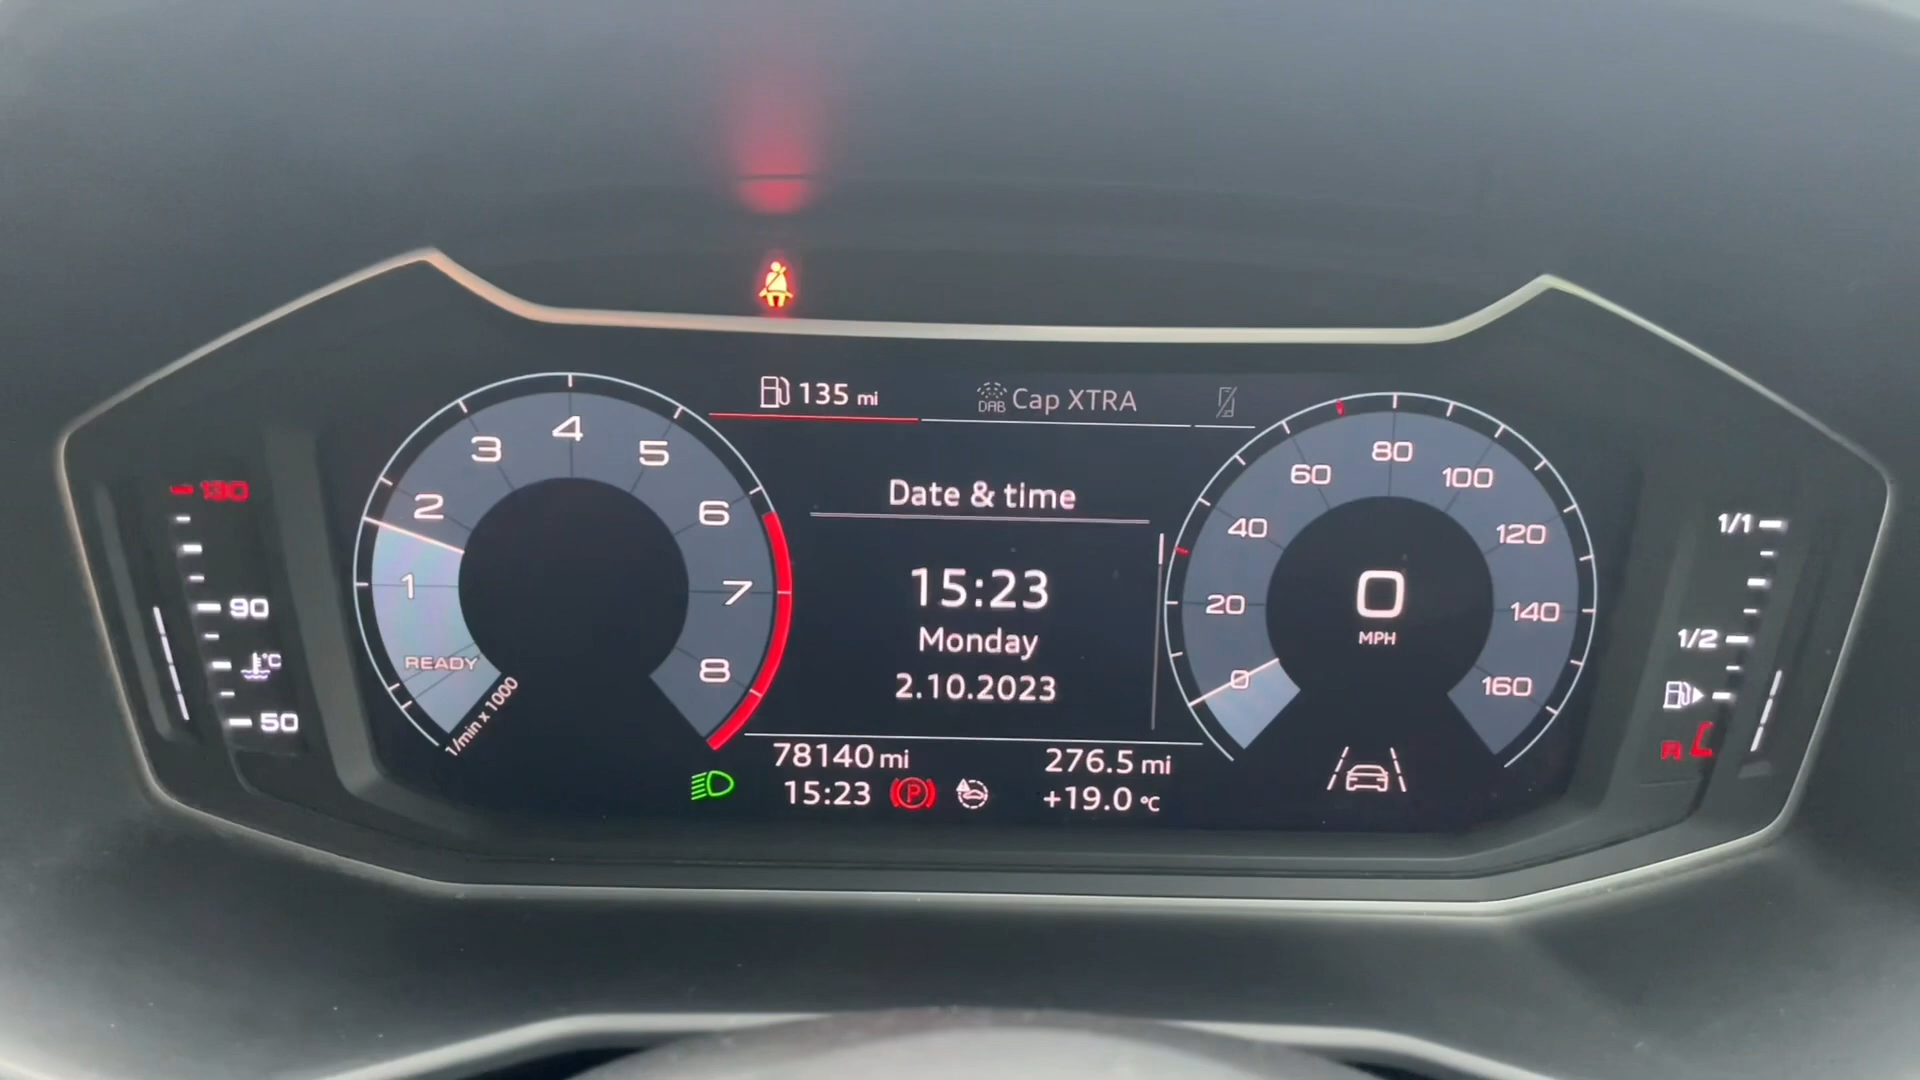 135 mi
DAB Cap XTRA
Date & time
15:23
Monday
2.10.2023
78140 mi
276.5 mi
15:23
P
+19.0 °C
130
90
°C
50
READY
1
2
3
4
5
6
7
8
1/min x 1000
0
20
40
60
80
100
120
140
160
0
MPH
1/1
1/2
R